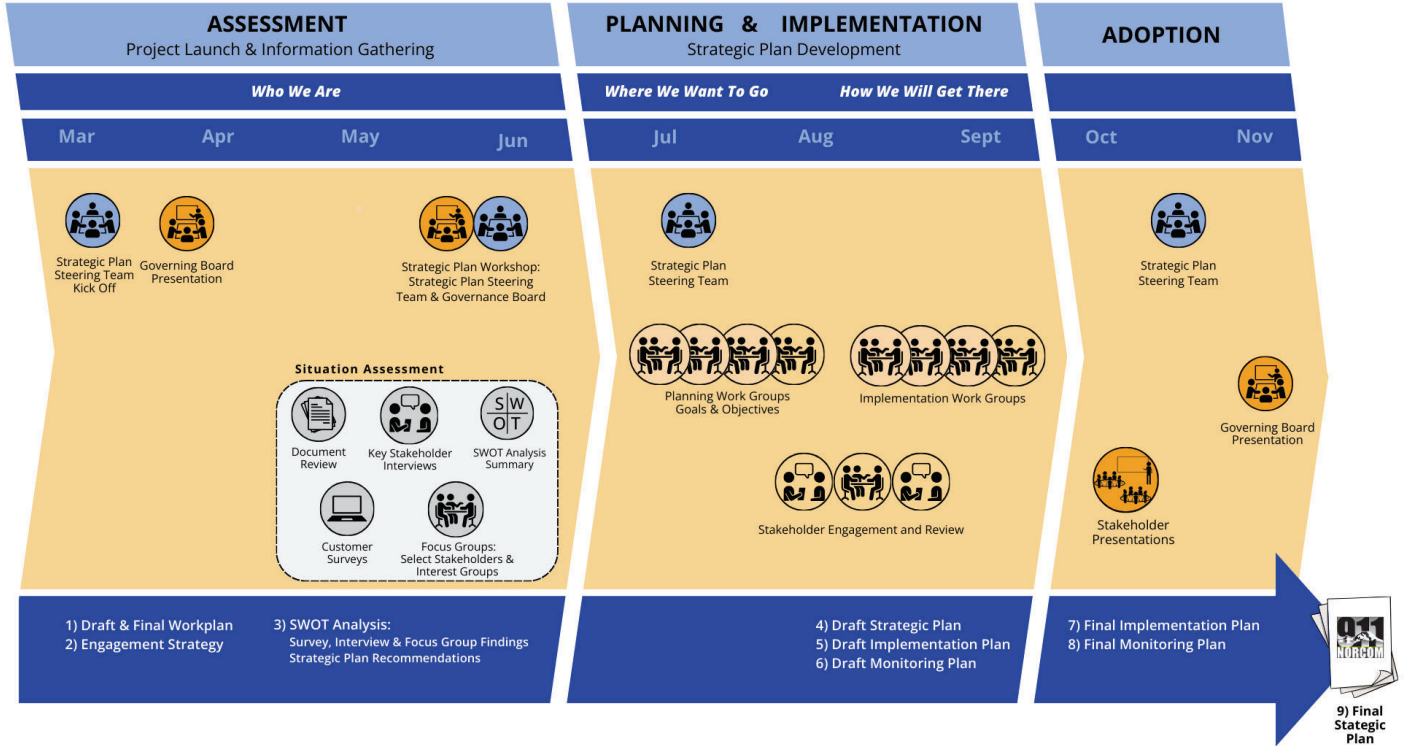 ASSESSMENT
Project Launch & Information Gathering
PLANNING & IMPLEMENTATION
Strategic Plan Development
ADOPTION
Who We Are
Where We Want To Go
How We Will Get There
Mar
Apr
May
Jun
Jul
Aug
Sept
Oct
Nov
Strategic Plan
Steering Team
Kick Off
Governing Board
Presentation
Strategic Plan Workshop:
Strategic Plan Steering
Team & Governance Board
Strategic Plan
Steering Team
Strategic Plan
Steering Team
Situation Assessment
Document
Review
Key Stakeholder
Interviews
S W
O T
SWOT Analysis
Summary
Customer
Surveys
Focus Groups:
Select Stakeholders &
Interest Groups
Planning Work Groups
Goals & Objectives
Implementation Work Groups
Stakeholder Engagement and Review
Governing Board
Presentation
Stakeholder
Presentations
1) Draft & Final Workplan
2) Engagement Strategy
3) SWOT Analysis:
Survey, Interview & Focus Group Findings
Strategic Plan Recommendations
4) Draft Strategic Plan
5) Draft Implementation Plan
6) Draft Monitoring Plan
7) Final Implementation Plan
8) Final Monitoring Plan
911
NORCOM
9) Final
Stategic
Plan